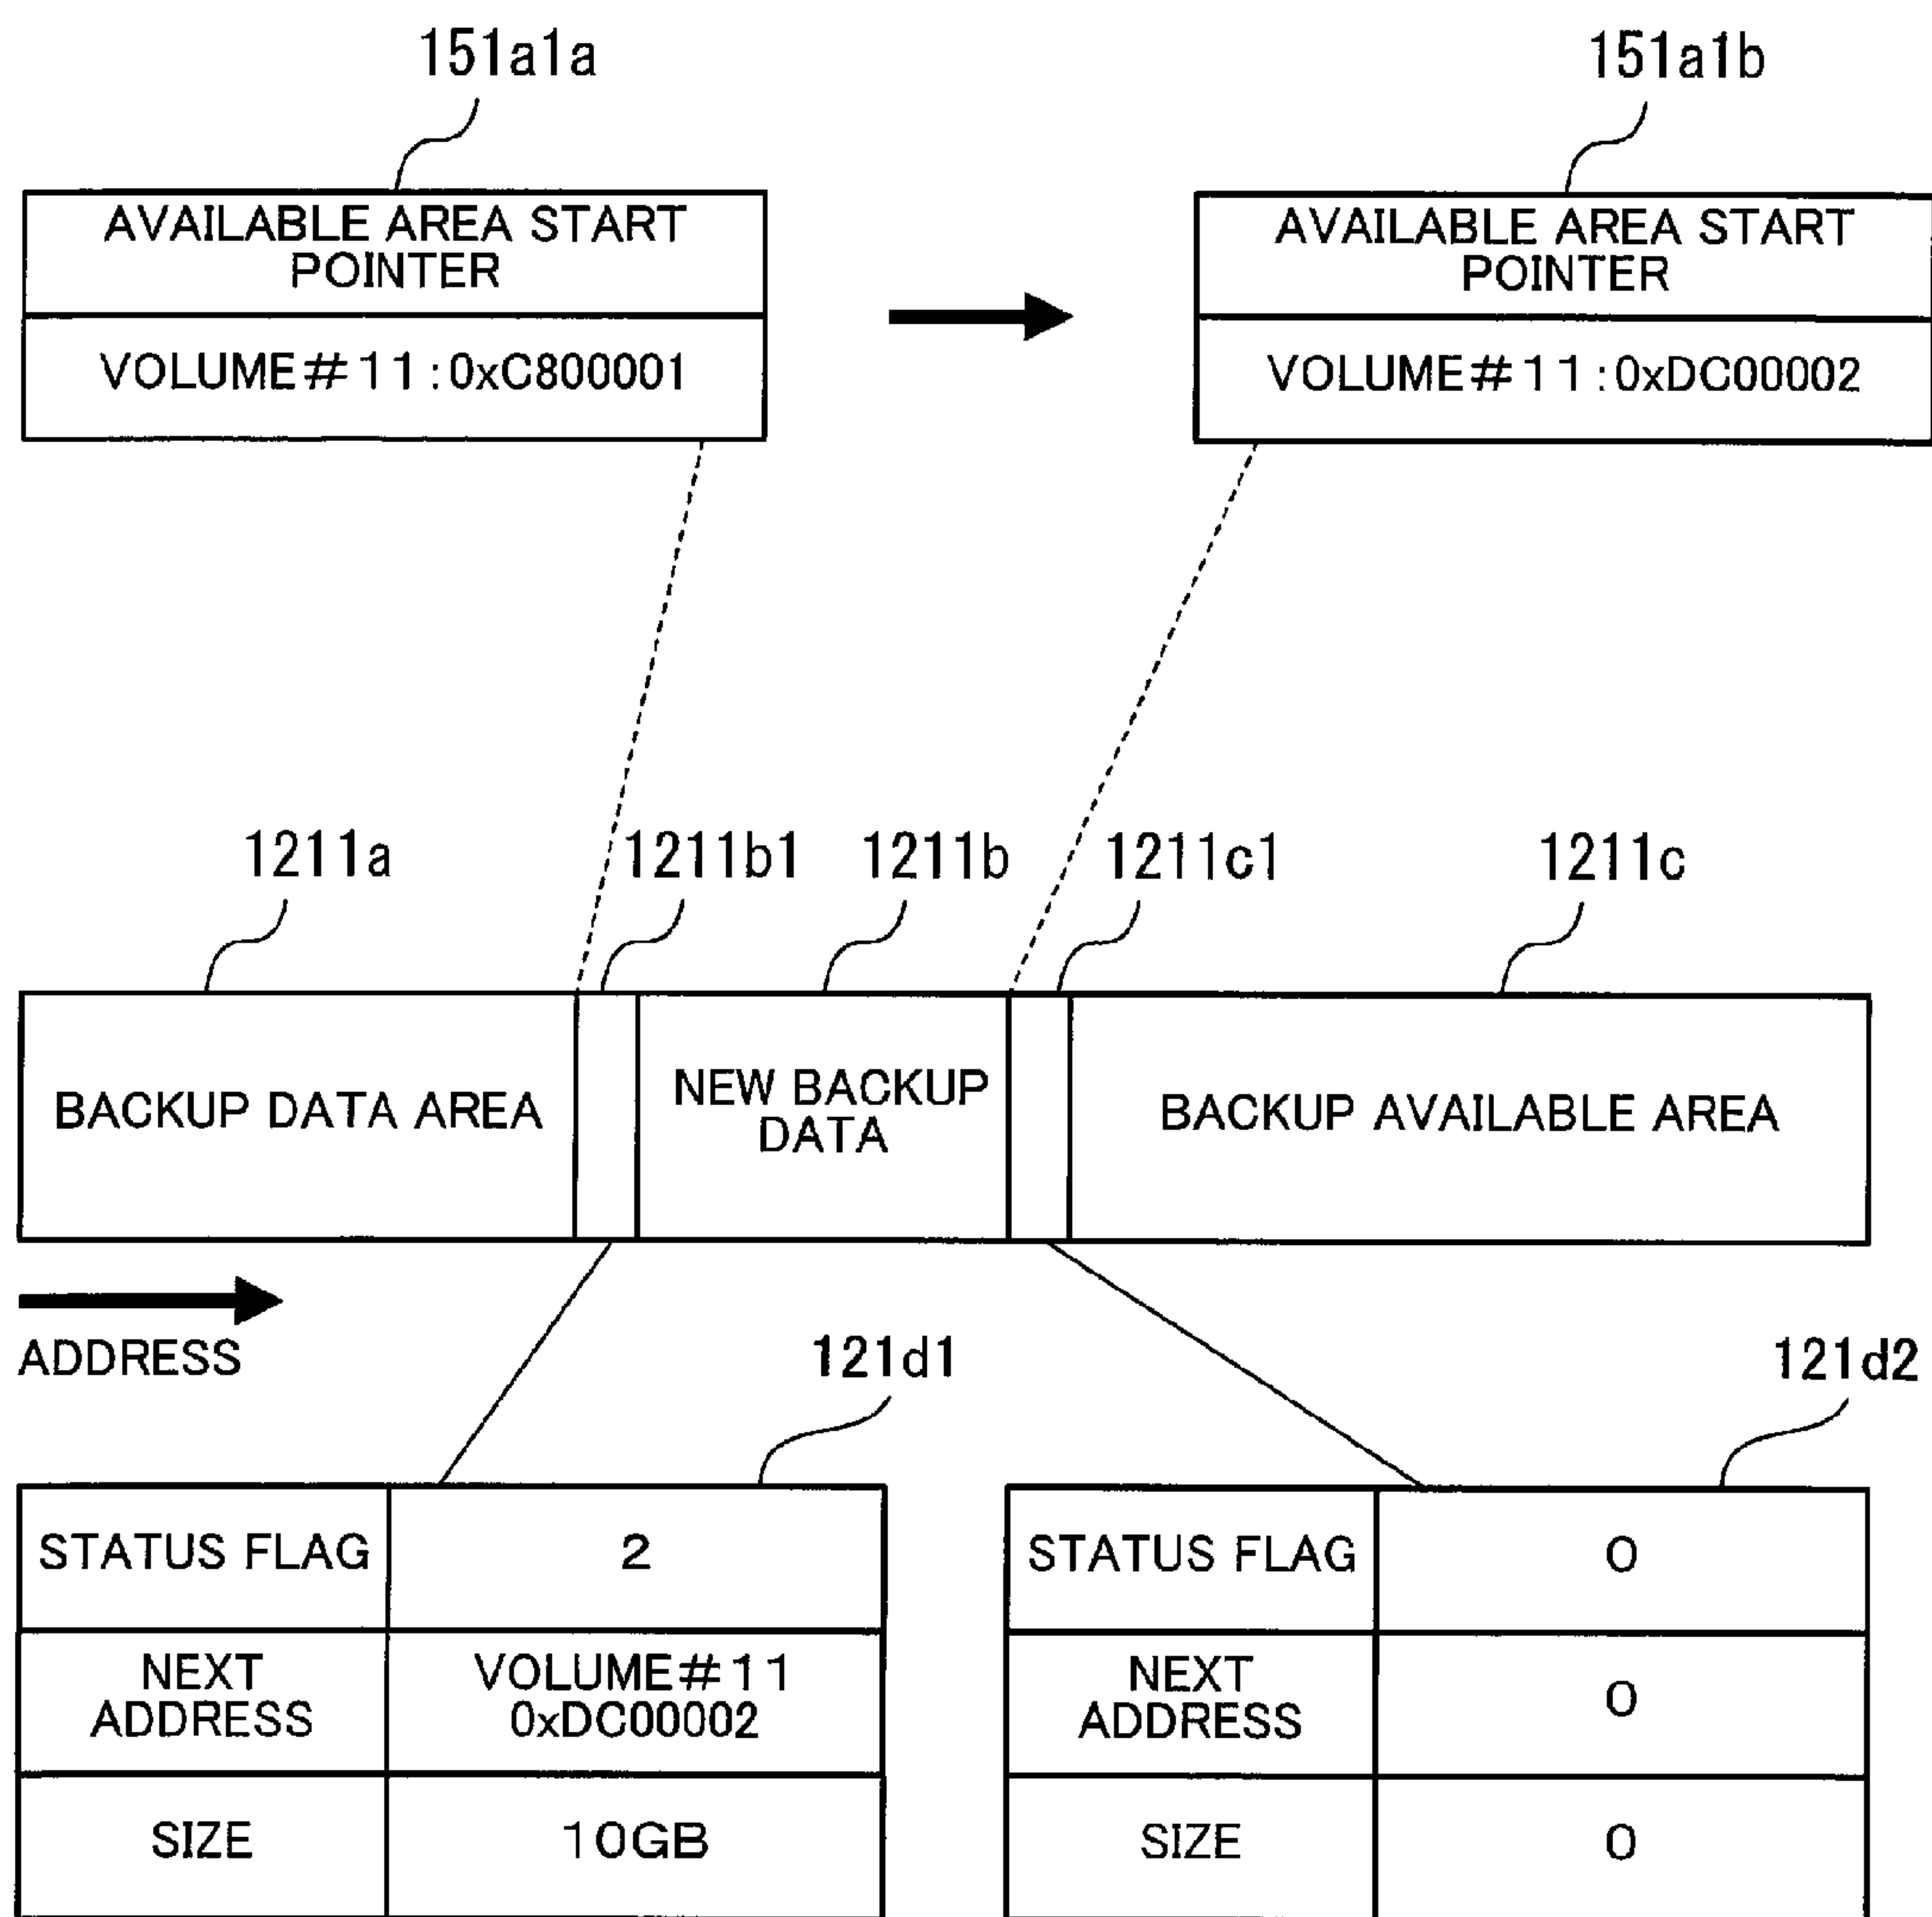 151a1a
151a1b
AVAILABLE AREA START
POINTER
VOLUME#11:0xC800001
AVAILABLE AREA START
POINTER
VOLUME#11:0xDC00002
1211a
1211b1
1211b
1211c1
1211c
BACKUP DATA AREA
NEW BACKUP
DATA
BACKUP AVAILABLE AREA
ADDRESS
121d1
121d2
STATUS FLAG
2
NEXT
ADDRESS
VOLUME#11
0xDC00002
SIZE
10GB
STATUS FLAG
0
NEXT
ADDRESS
0
SIZE
0